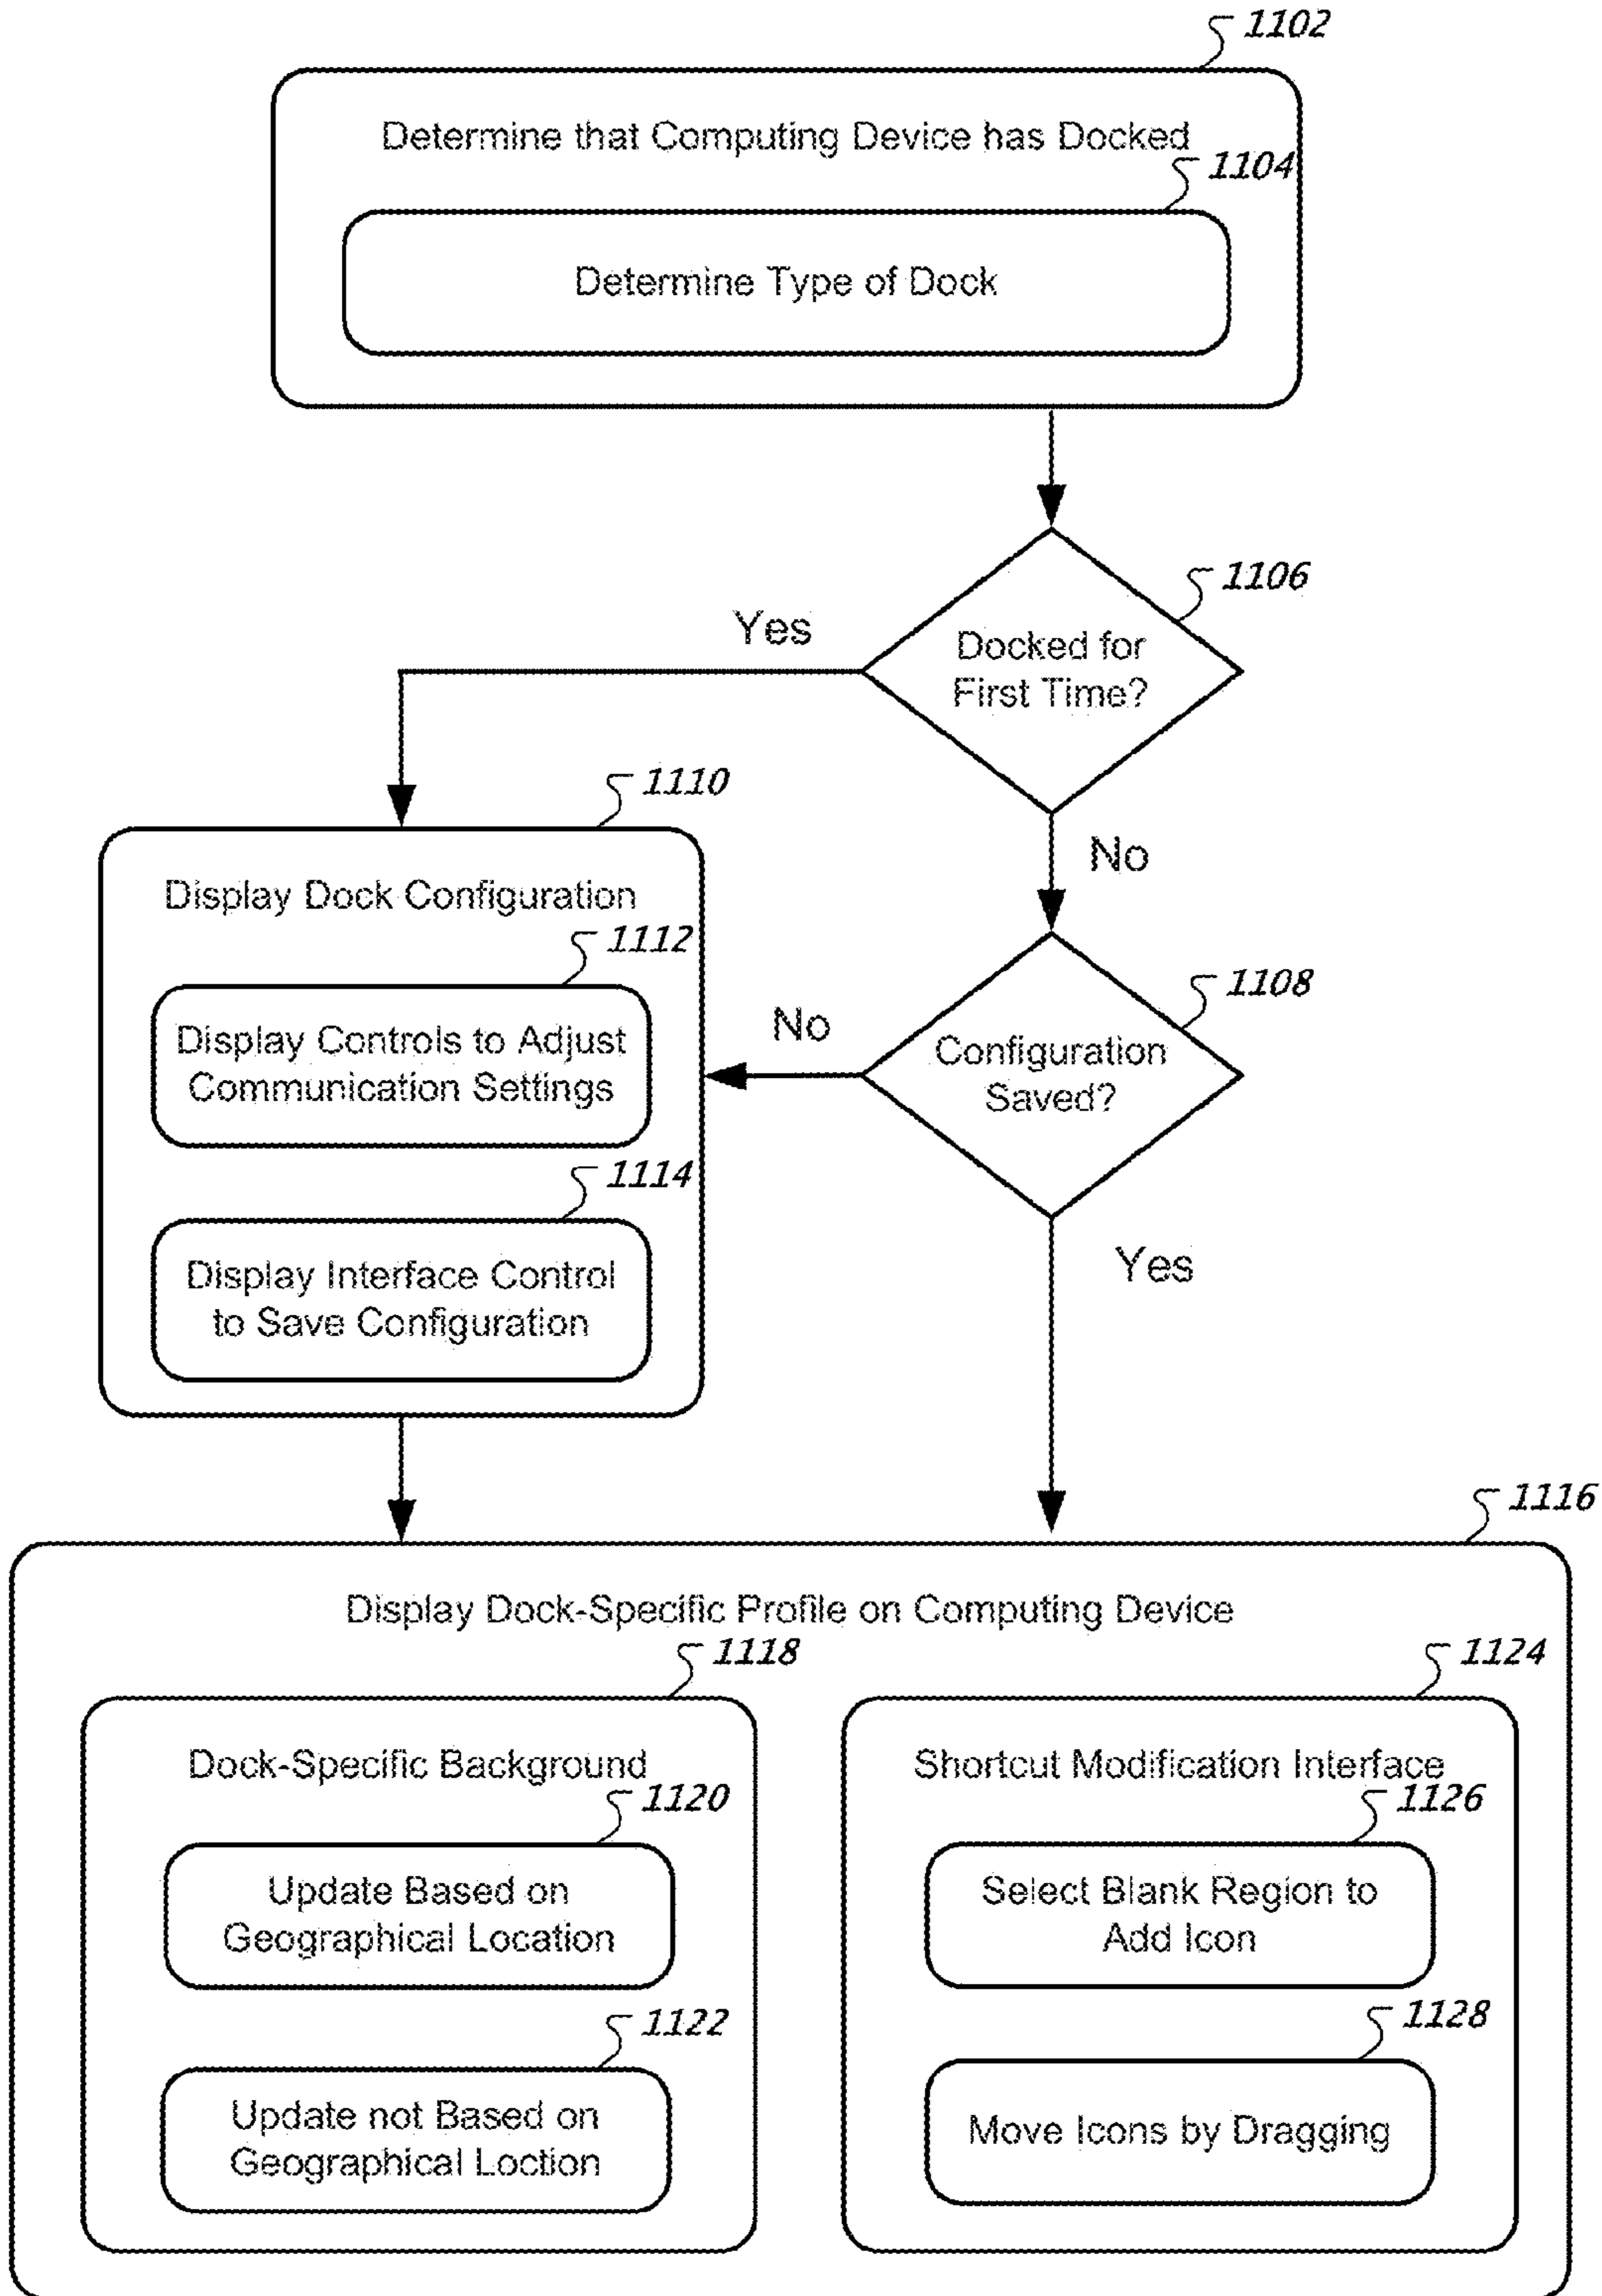 1102
Determine that Computing Device has Docked
1104
Determine Type of Dock
1106
Docked for
First Time?
Yes
No
1110
Display Dock Configuration
1112
Display Controls to Adjust
Communication Settings
1114
Display Interface Control
to Save Configuration
1108
Configuration
Saved?
No
Yes
1116
Display Dock-Specific Profile on Computing Device
1118
Dock-Specific Background
1120
Update Based on
Geographical Location
1122
Update not Based on
Geographical Loction
1124
Shortcut Modification Interface
1126
Select Blank Region to
Add Icon
1128
Move Icons by Dragging